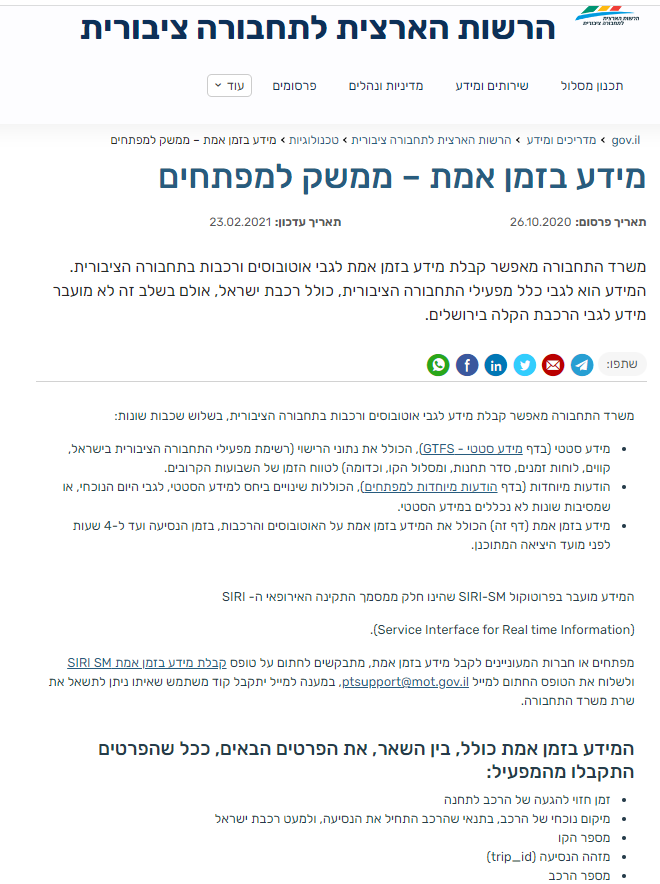 הרשות הארצית לתחבורה ציבורית
הרשות הארצית
לתחבורה ציבורית
תכנון מסלול
שירותים ומידע
מדיניות ונהלים
פרסומים
עוד
gov.il › מדריכים ומידע › הרשות הארצית לתחבורה ציבורית › טכנולוגיות › מידע בזמן אמת – ממשק למפתחים
מידע בזמן אמת – ממשק למפתחים
תאריך פרסום: 26.10.2020 תאריך עדכון: 23.02.2021
משרד התחבורה מאפשר קבלת מידע בזמן אמת לגבי אוטובוסים ורכבות בתחבורה הציבורית.
המידע הוא לגבי כלל מפעילי התחבורה הציבורית, כולל רכבת ישראל, אולם בשלב זה לא מועבר
מידע לגבי הרכבת הקלה בירושלים.
שתפו:
משרד התחבורה מאפשר קבלת מידע לגבי אוטובוסים ורכבות בתחבורה הציבורית, בשלוש שכבות שונות:
• מידע סטטי (בדף מידע סטטי - GTFS), הכולל את נתוני הרישוי (רשימת מפעילי התחבורה הציבורית בישראל,
קווים, לוחות זמנים, סדר תחנות, ומסלול הקו, וכדומה) לטווח הזמן של השבועות הקרובים.
• הודעות מיוחדות (בדף הודעות מיוחדות למפתחים), הכוללות שינויים ביחס למידע הסטטי, לגבי היום הנוכחי, או
שמסיבות שונות לא נכללים במידע הסטטי.
• מידע בזמן אמת (דף זה) הכולל את המידע בזמן אמת על האוטובוסים והרכבות, בזמן הנסיעה ועד ל-4 שעות
לפני מועד היציאה המתוכנן.
המידע מועבר בפרוטוקול SIRI-SM שהינו חלק ממסמך התקינה האירופאי ה- SIRI
(Service Interface for Real time Information).
מפתחים או חברות המעוניינים לקבל מידע בזמן אמת, מתבקשים לחתום על טופס קבלת מידע בזמן אמת SIRI SM
ולשלוח את הטופס החתום למייל ptsupport@mot.gov.il, במענה למייל יתקבל קוד משתמש שאיתו ניתן לתשאל את
שרת משרד התחבורה.
המידע בזמן אמת כולל, בין השאר, את הפרטים הבאים, ככל שהפרטים
התקבלו מהמפעיל:
• זמן חזוי להגעה של הרכב לתחנה
• מיקום נוכחי של הרכב, בתנאי שהרכב התחיל את הנסיעה, ולמעט רכבת ישראל
• מספר הקו
• מזהה הנסיעה (trip_id)
• מספר הרכב